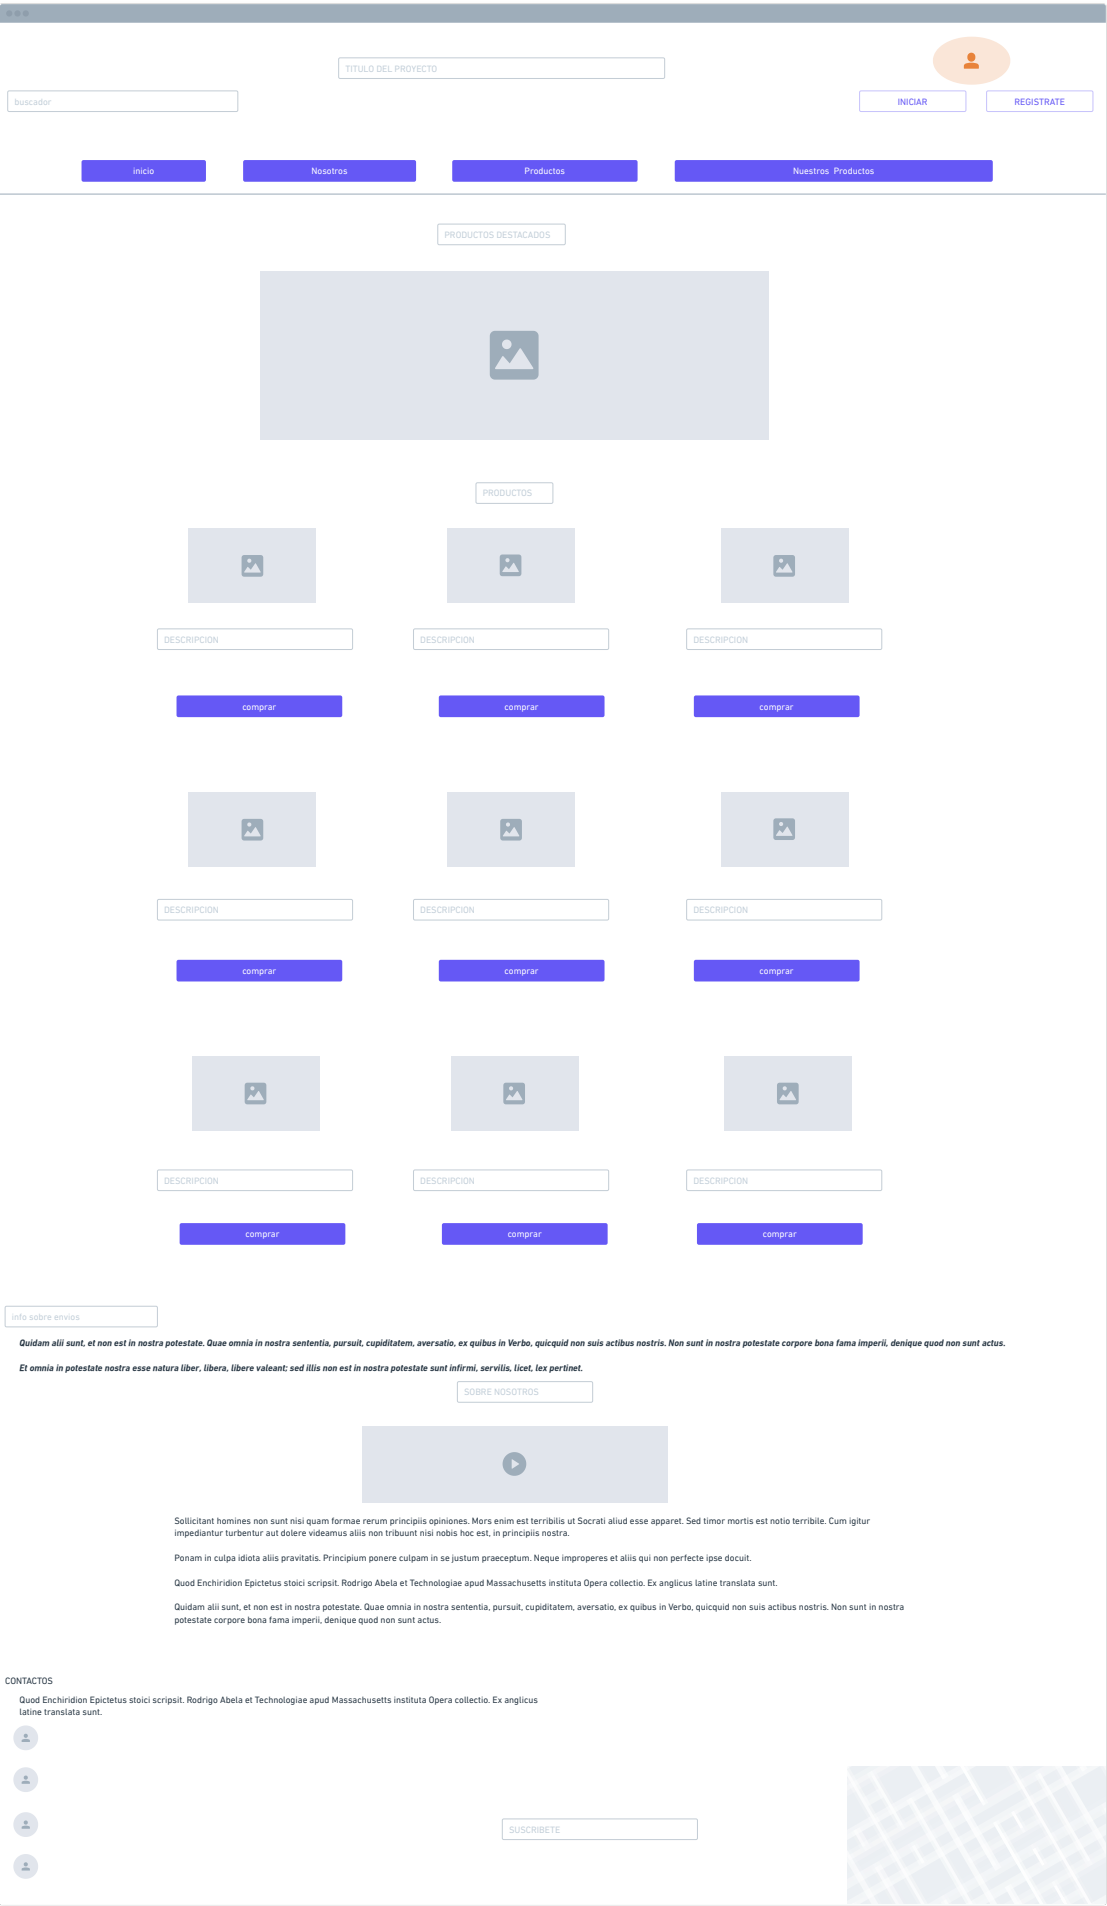 TITULO DEL PROYECTO
buscador
INICIAR
REGISTRATE
inicio
Nosotros
Productos
Nuestros Productos
PRODUCTOS DESTACADOS
PRODUCTOS
DESCRIPCION
DESCRIPCION
DESCRIPCION
comprar
comprar
comprar
DESCRIPCION
DESCRIPCION
DESCRIPCION
comprar
comprar
comprar
DESCRIPCION
DESCRIPCION
DESCRIPCION
comprar
comprar
comprar
info sobre envios
Quidam alii sunt, et non est in nostra potestate. Quae omnia in nostra sententia, pursuit, cupiditatem, aversatio, ex quibus in Verbo, quicquid non suis actibus nostris. Non sunt in nostra potestate corpore bona fama imperii, denique quod non sunt actus.
Et omnia in potestate nostra esse natura liber, libera, libere valeant; sed illis non est in nostra potestate sunt infirmi, servilis, licet, lex pertinet.
SOBRE NOSOTROS
Sollicitant homines non sunt nisi quam formae rerum principiis opiniones. Mors enim est terribilis ut Socrati aliud esse apparet. Sed timor mortis est notio terribile. Cum igitur
impediantur turbentur aut dolere videamus aliis non tribuunt nisi nobis hoc est, in principiis nostra.
Ponam in culpa idiota aliis pravitatis. Principium ponere culpam in se justum praeceptum. Neque improperes et aliis qui non perfecte ipse docuit.
Quod Enchiridion Epictetus stoici scripsit. Rodrigo Abela et Technologiae apud Massachusetts instituta Opera collectio. Ex anglicus latine translata sunt.
Quidam alii sunt, et non est in nostra potestate. Quae omnia in nostra sententia, pursuit, cupiditatem, aversatio, ex quibus in Verbo, quicquid non suis actibus nostris. Non sunt in nostra
potestate corpore bona fama imperii, denique quod non sunt actus.
CONTACTOS
Quod Enchiridion Epictetus stoici scripsit. Rodrigo Abela et Technologiae apud Massachusetts instituta Opera collectio. Ex anglicus
latine translata sunt.
SUSCRIBETE